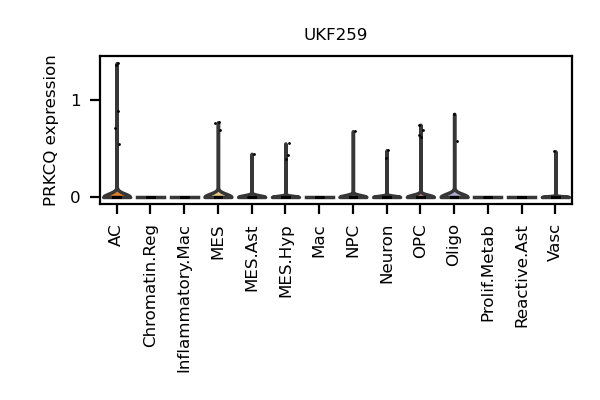 UKF259
PRKCQ expression
1
0
AC
Chromatin.Reg
Inflammatory.Mac
MES
MES.Ast
MES.Hyp
Mac
NPC
Neuron
OPC
Oligo
Prolif.Metab
Reactive.Ast
Vasc